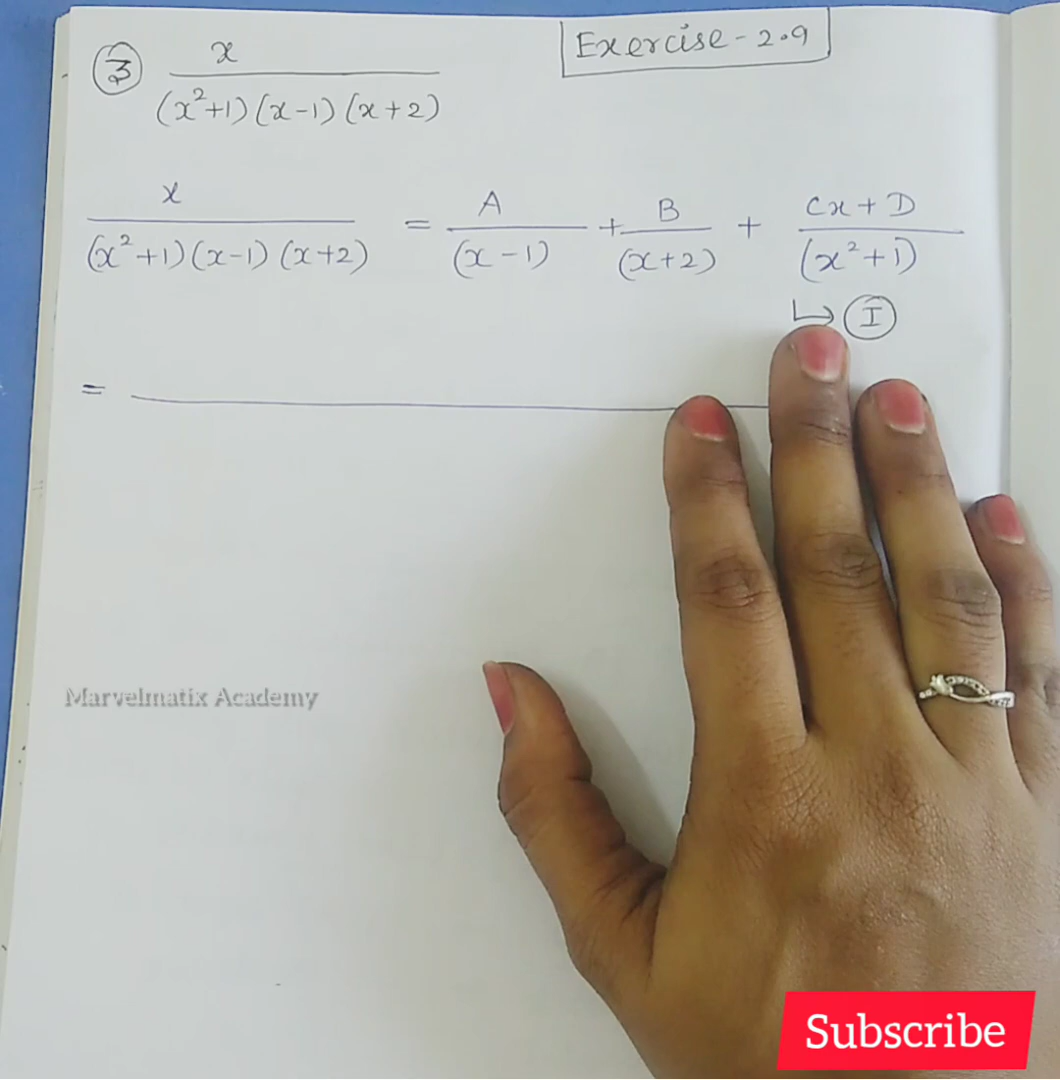 Exercise - 2.9
③ x
(x²+1)(x-1)(x+2)
x = A + B + Cx+D
(x²+1)(x-1)(x+2) (x-1) (x+2) (x²+1)
↳ Ⓘ
=
Marvelmatix Academy
Subscribe